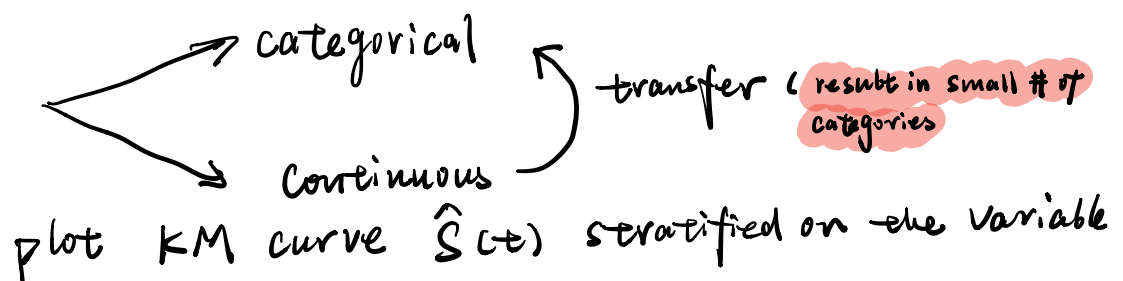 categorical
transfer ( result in small # of
categories
continuous
plot KM curve Ŝ(t) stratified on the variable